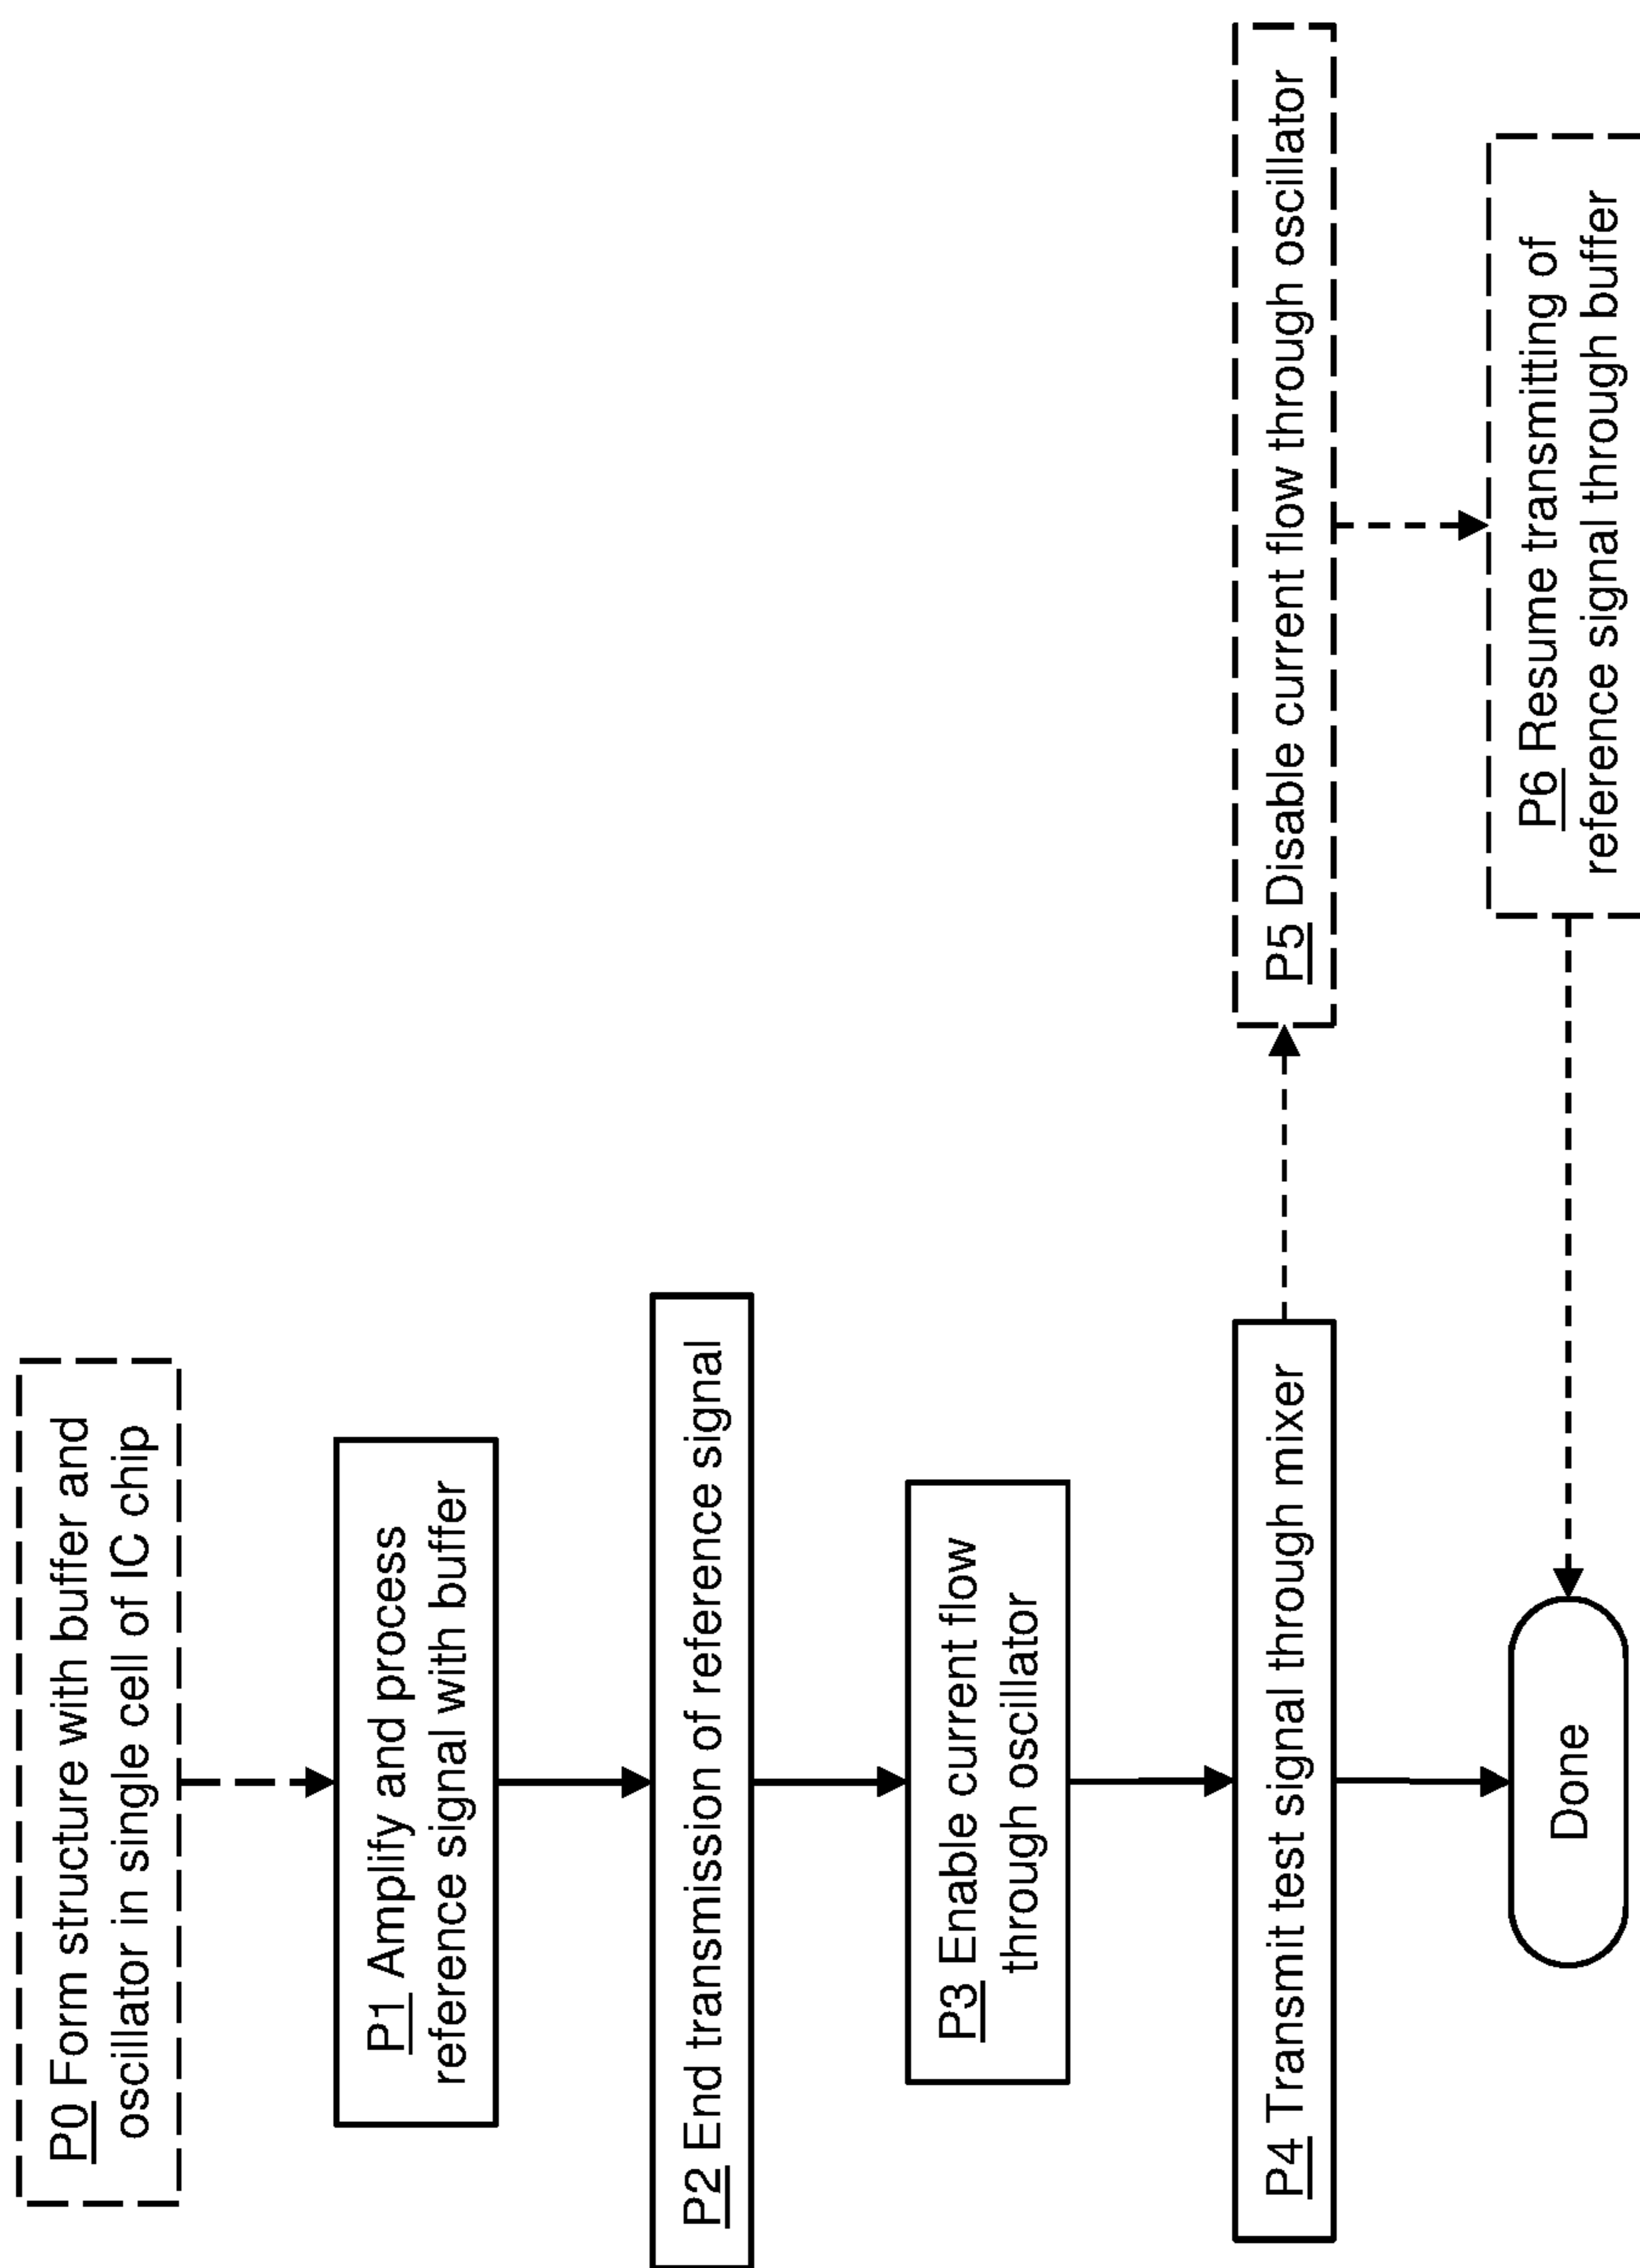 P0 Form structure with buffer and
oscillator in single cell of IC chip
P1 Amplify and process
reference signal with buffer
P2 End transmission of reference signal
P3 Enable current flow
through oscillator
P4 Transmit test signal through mixer
P5 Disable current flow through oscillator
P6 Resume transmitting of
reference signal through buffer
Done